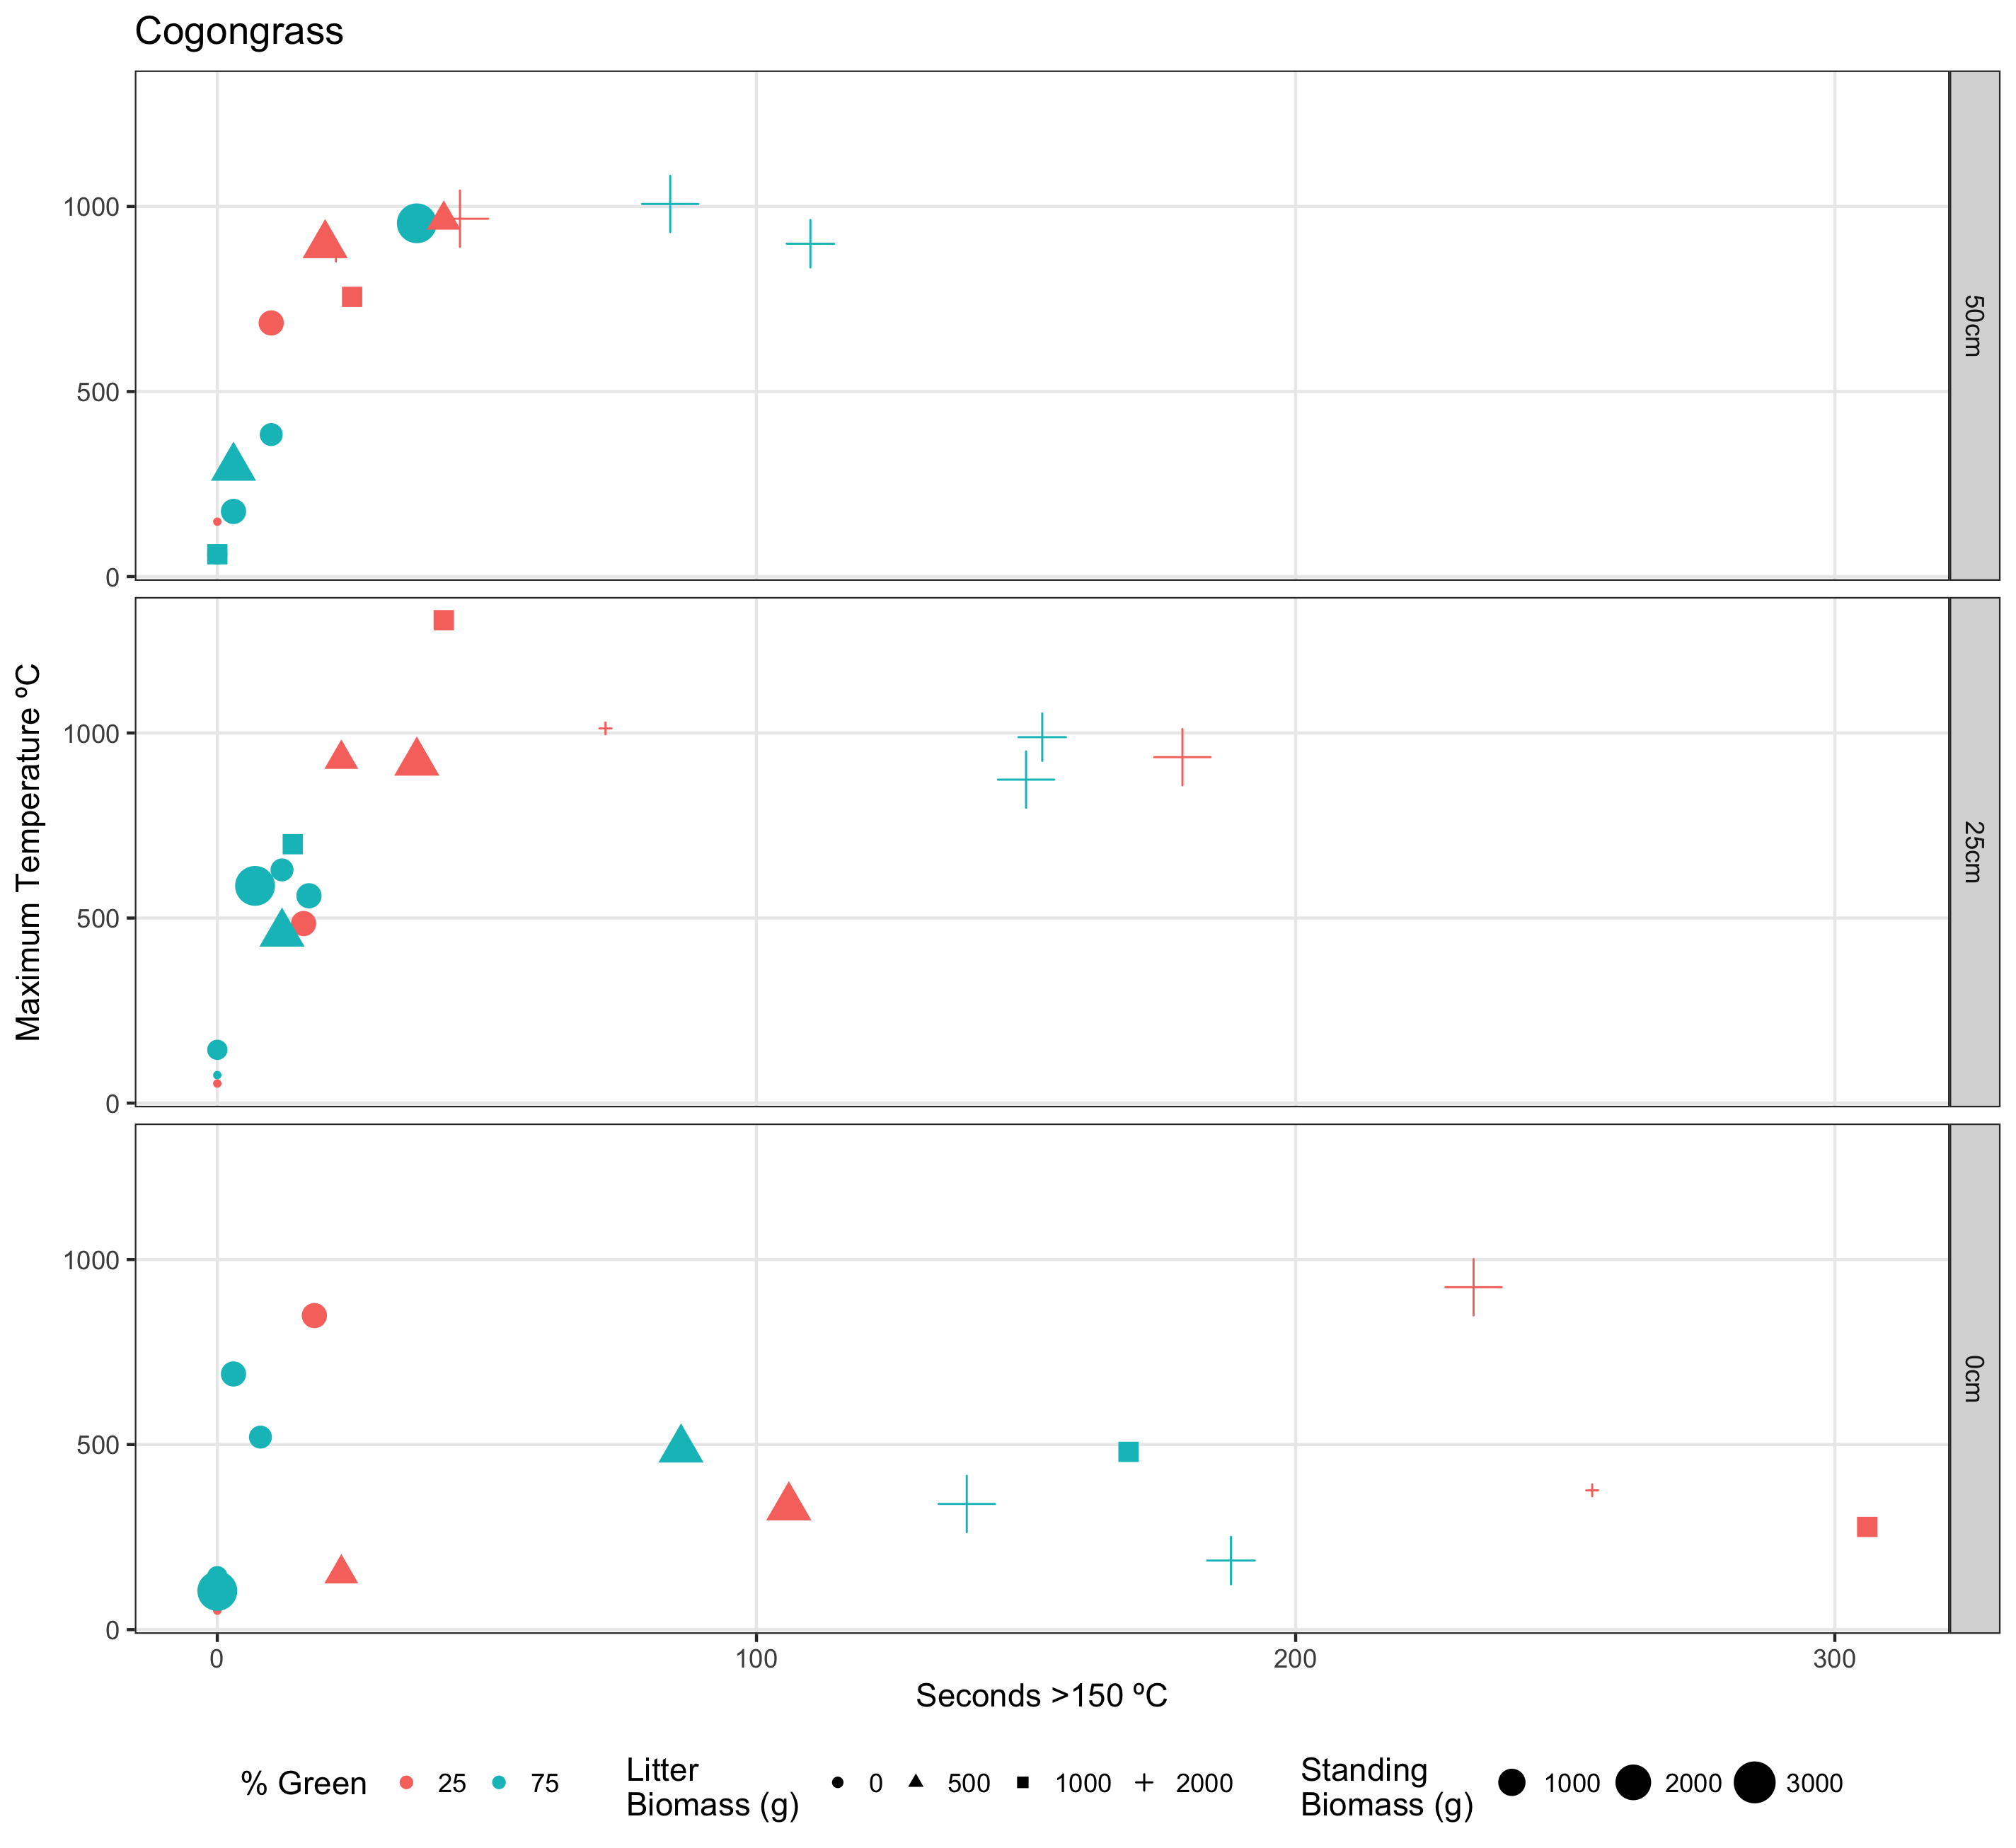 Cogongrass
1000
500
0
50cm
1000
500
0
25cm
1000
500
0
0cm
Maximum Temperature ºC
0 100 200 300
Seconds >150 ºC
% Green 25 75
Litter
Biomass (g) 0 500 1000 2000
Standing
Biomass (g) 1000 2000 3000